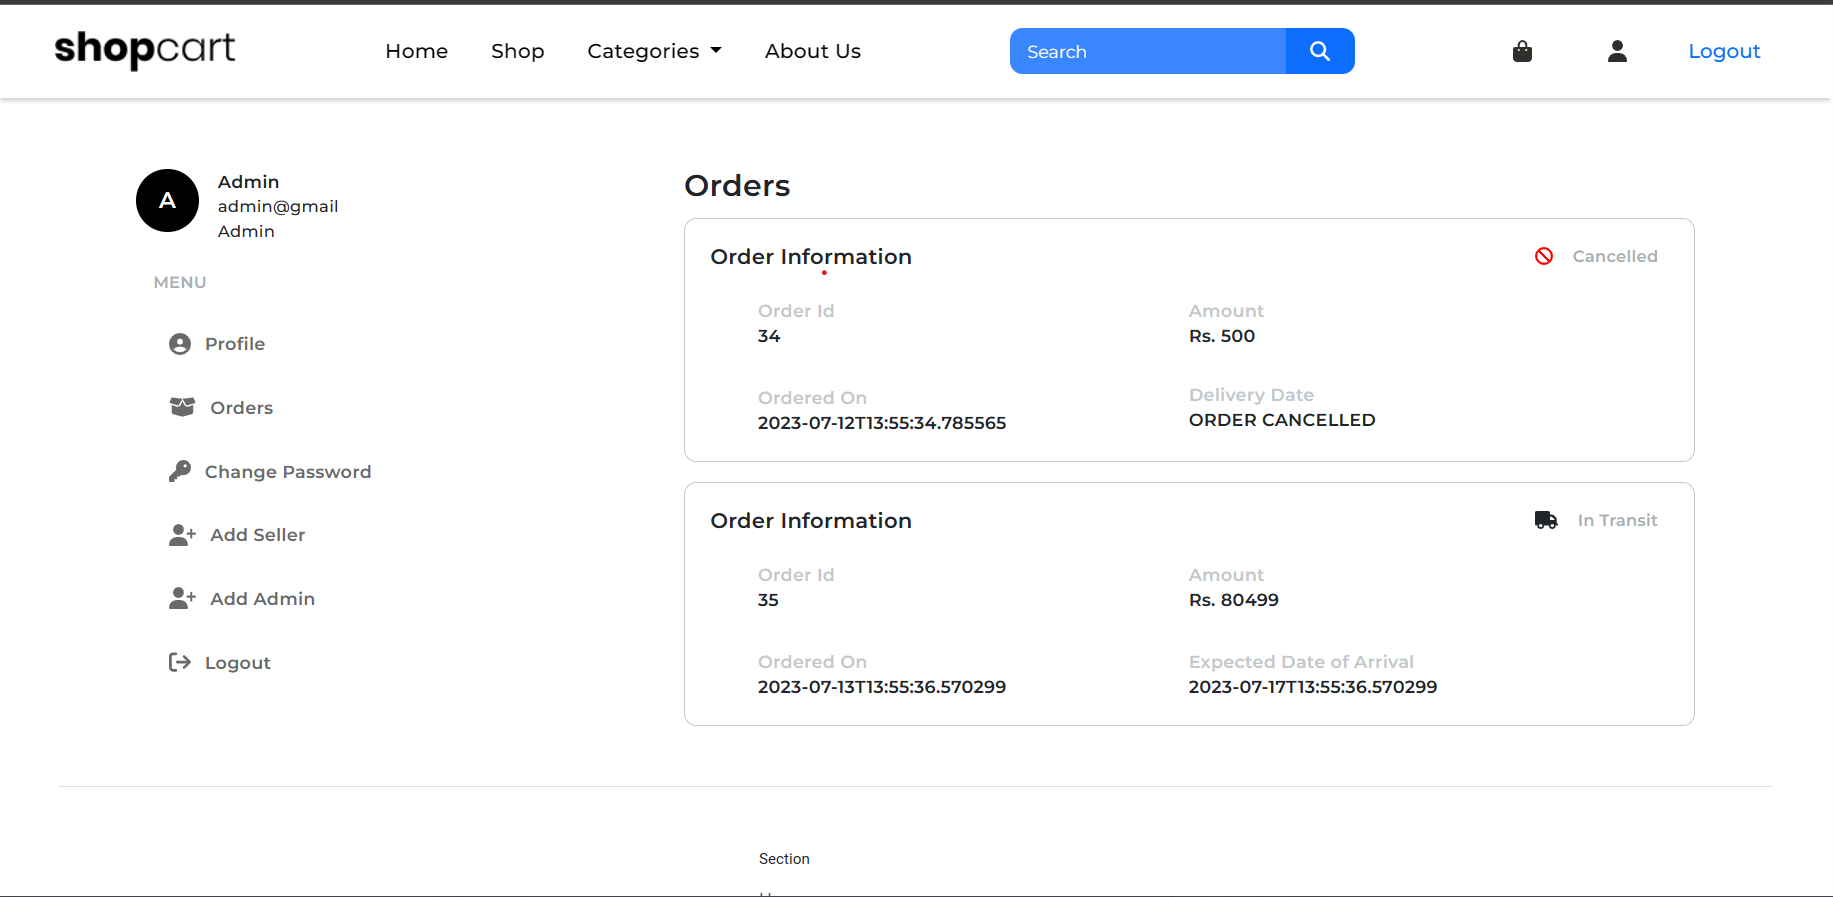 shopcart
Home
Shop
Categories
About Us
Search
Logout
A
Admin
admin@gmail
Admin
MENU
Profile
Orders
Change Password
Add Seller
Add Admin
Logout
Orders
Order Information
Cancelled
Order Id
34
Amount
Rs. 500
Ordered On
2023-07-12T13:55:34.785565
Delivery Date
ORDER CANCELLED
Order Information
In Transit
Order Id
35
Amount
Rs. 80499
Ordered On
2023-07-13T13:55:36.570299
Expected Date of Arrival
2023-07-17T13:55:36.570299
Section